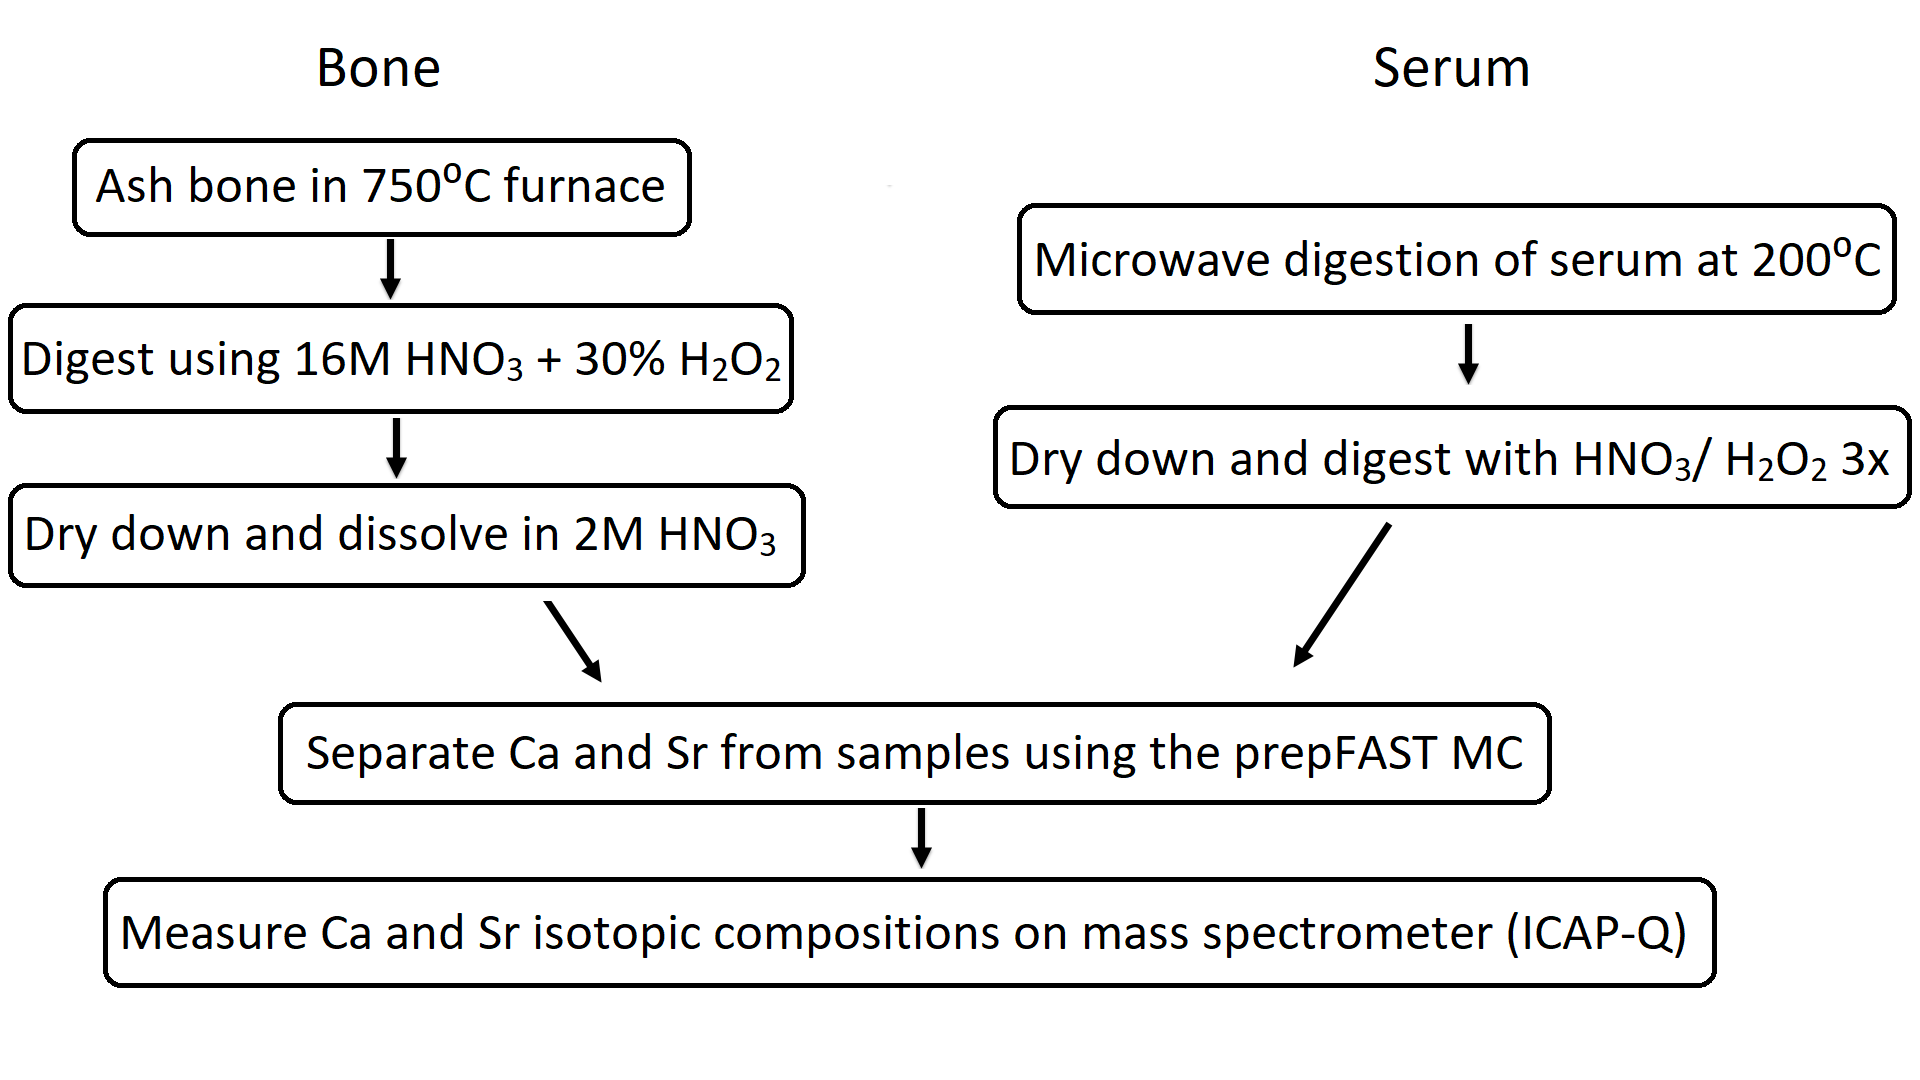 Bone
Serum
Ash bone in 750⁰C furnace
Microwave digestion of serum at 200⁰C
Digest using 16M HNO₃ + 30% H₂O₂
Dry down and digest with HNO₃/ H₂O₂ 3x
Dry down and dissolve in 2M HNO₃
Separate Ca and Sr from samples using the prepFAST MC
Measure Ca and Sr isotopic compositions on mass spectrometer (ICAP-Q)